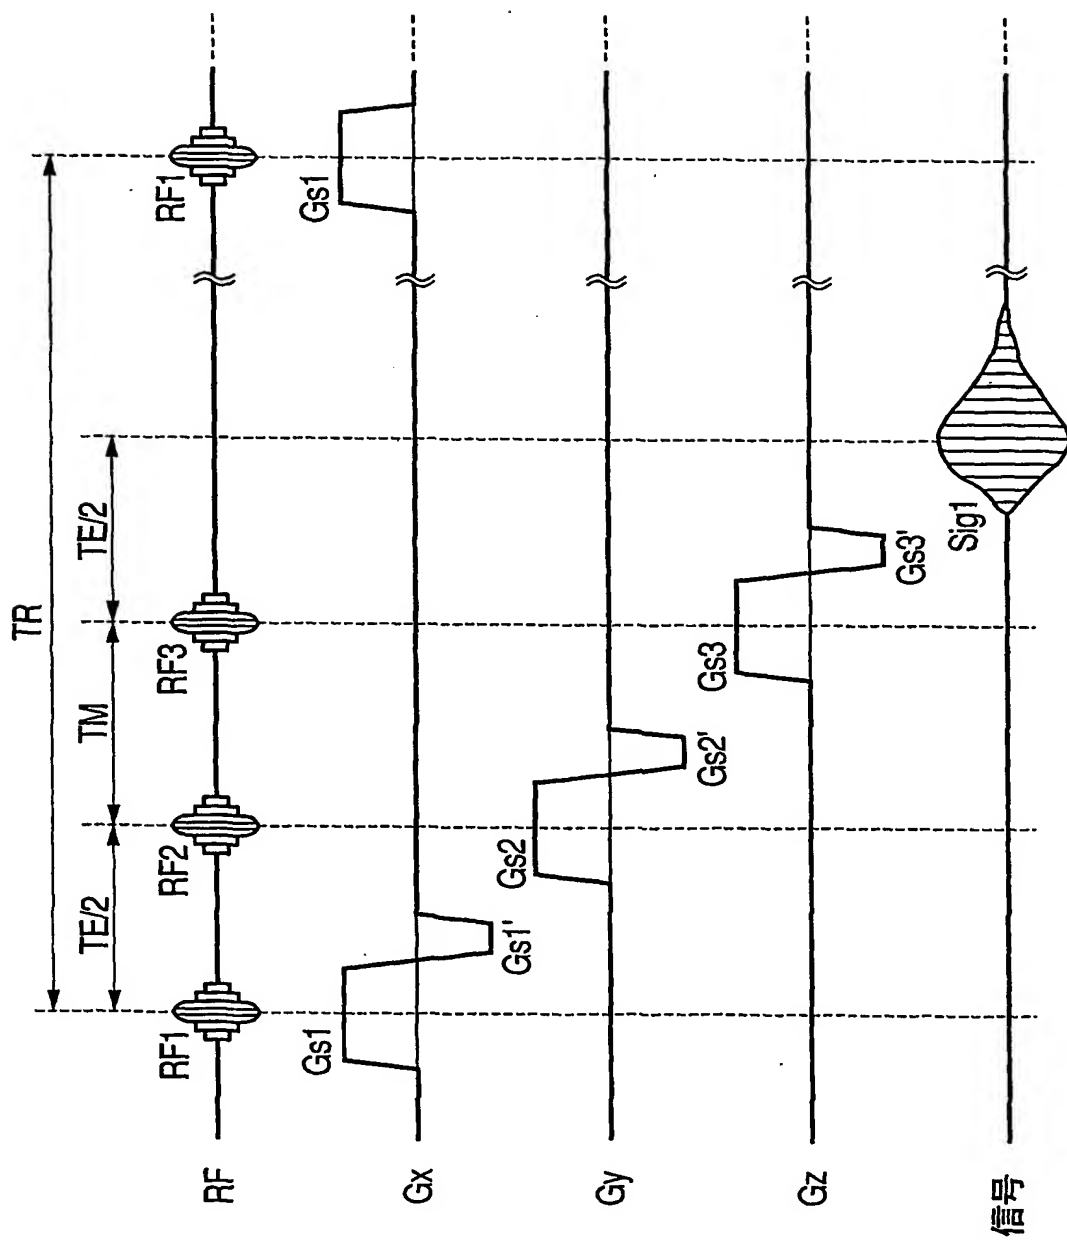 TR
TE/2
TM
TE/2
RF
RF1
RF2
RF3
RF1
Gx
Gs1
Gs1'
Gs1
Gy
Gs2
Gs2'
Gz
Gs3
Gs3'
信号
Sig1